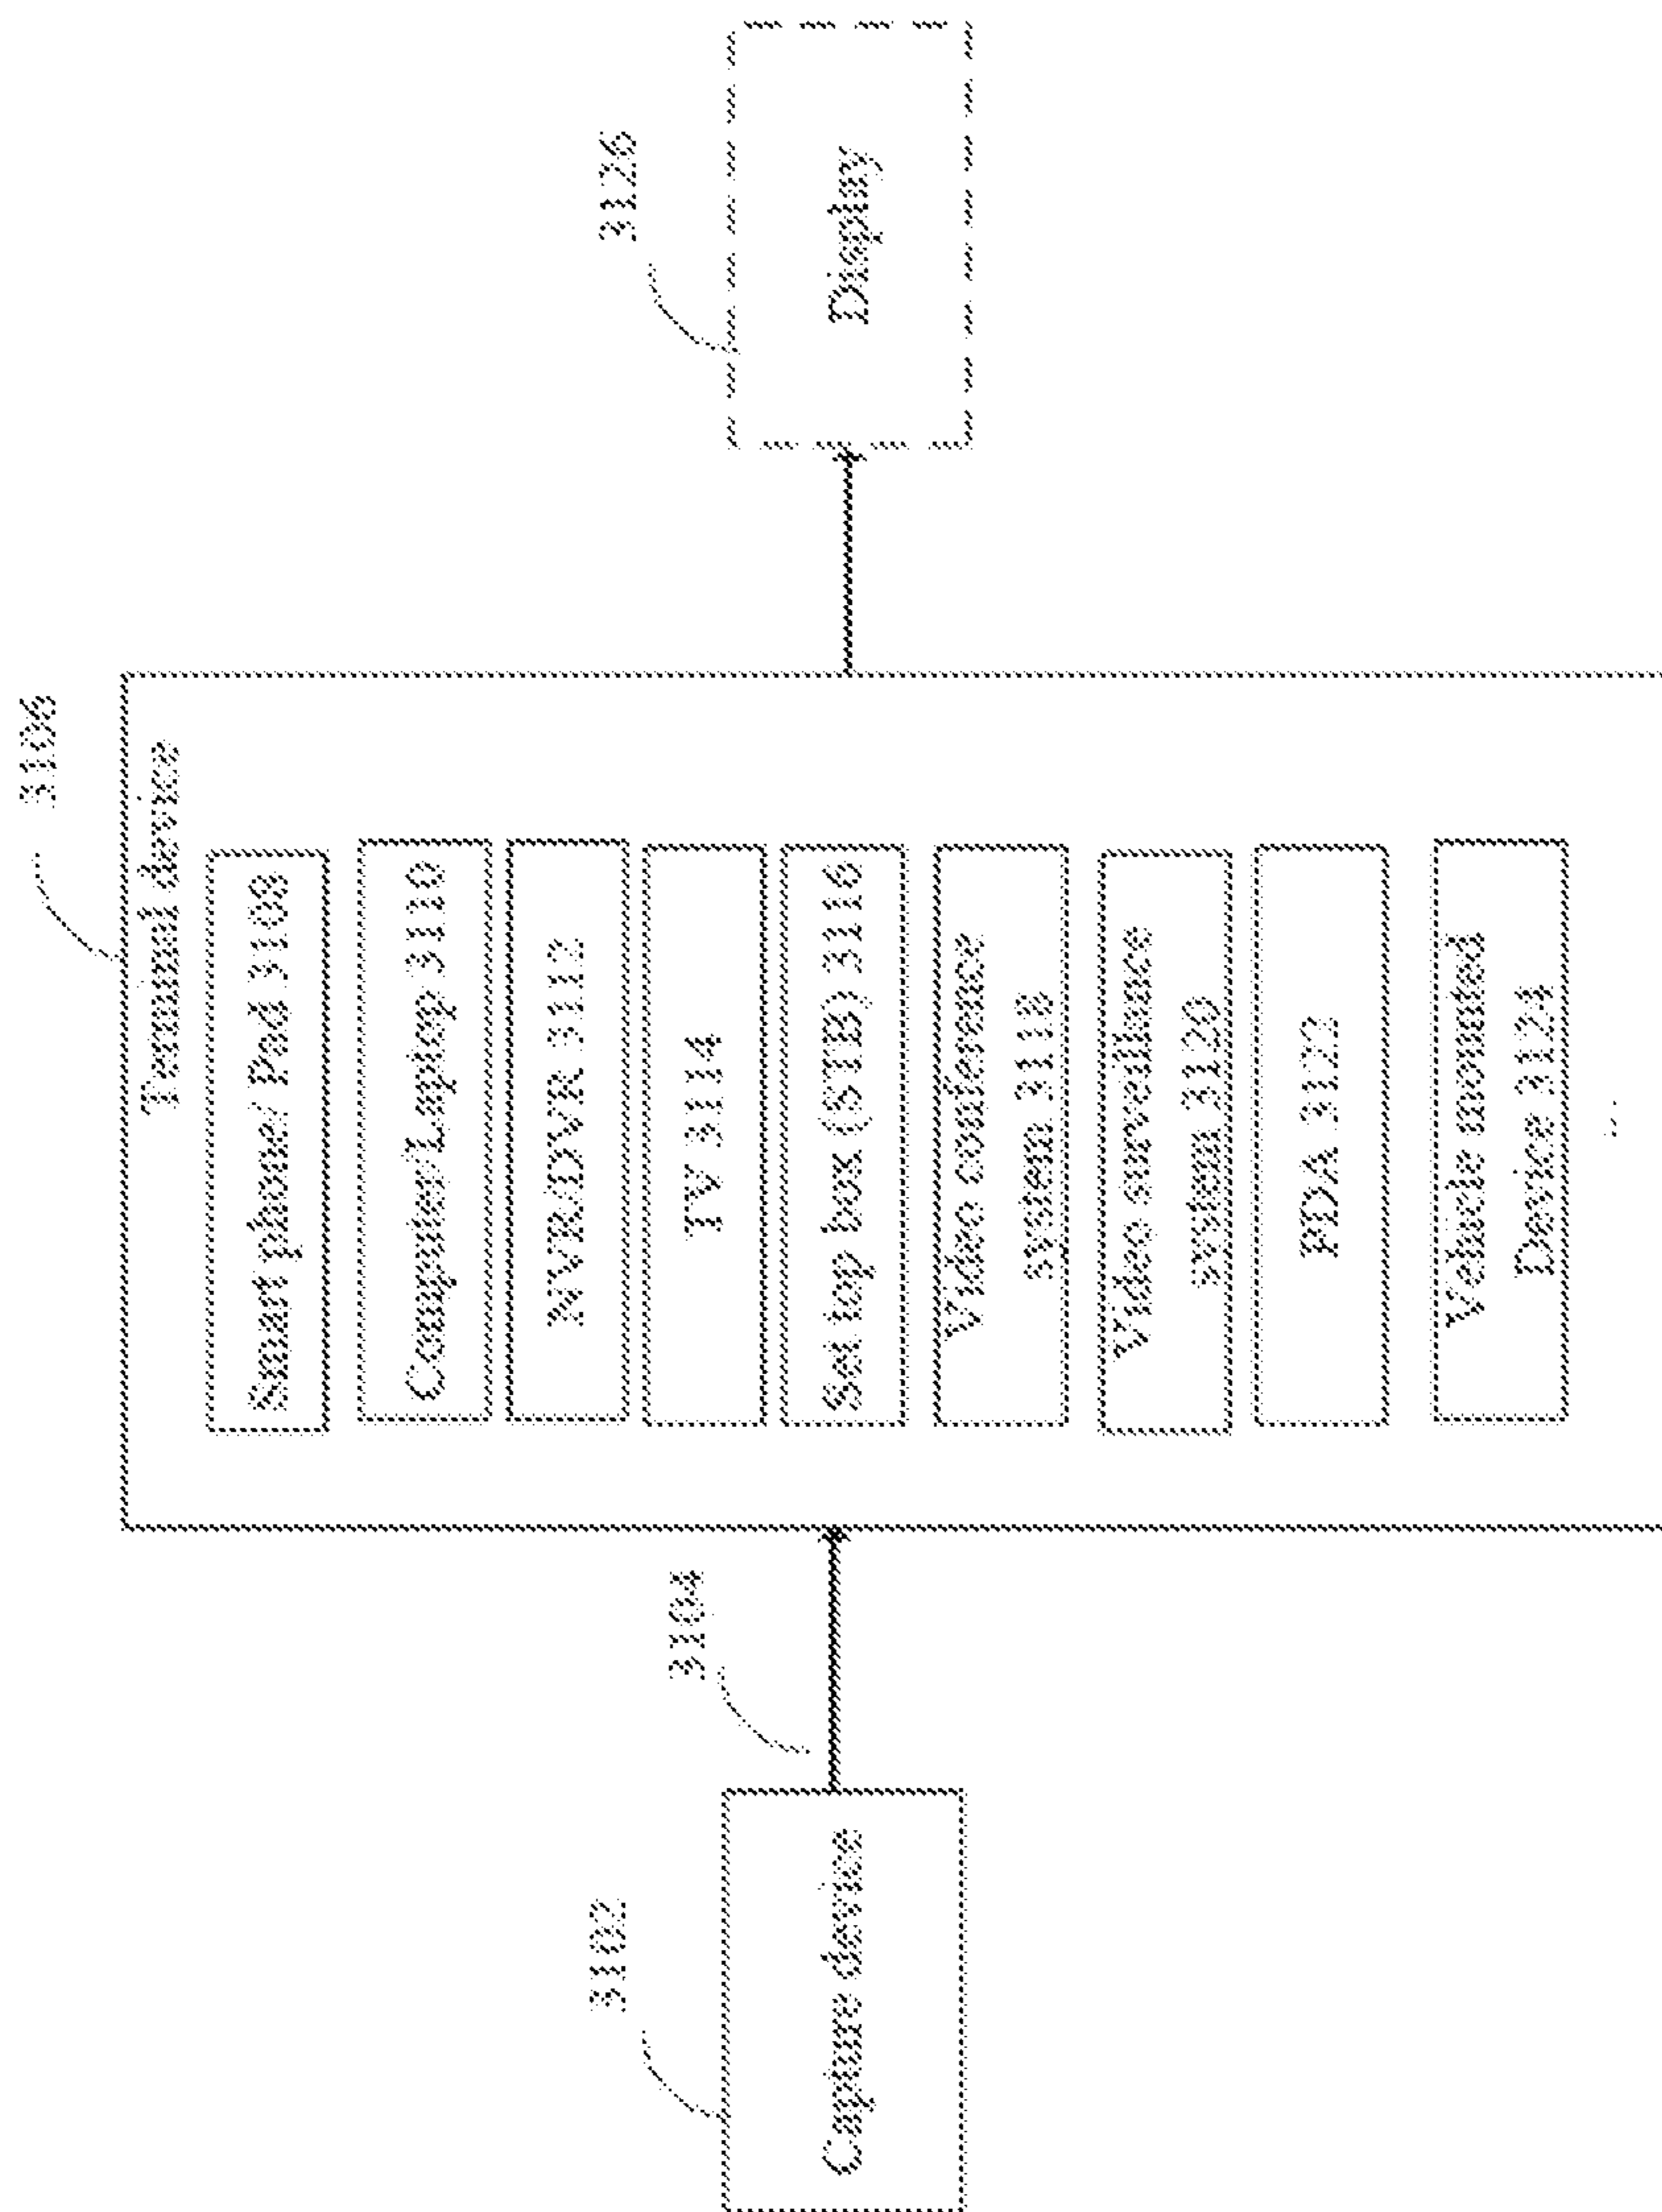 3106
Terminal device
Smart phone/ Pad 3108
Computer/Laptop 3110
NVR/DVR 3112
TV 3114
Set top box (STB) 3116
Video conference
system 3118
Video surveillance
system 3120
PDA 3122
Vehicle mounted
Device 3124
3102
Capture device
3104
3126
Display